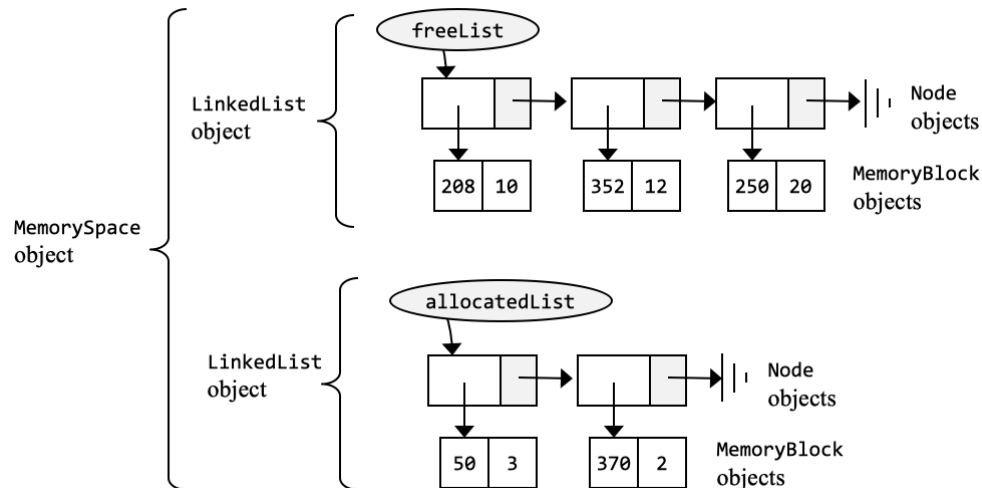 freeList
LinkedList
object
Node
objects
208 10 352 12 250 20
MemoryBlock
objects
MemorySpace
object
allocatedList
LinkedList
object
Node
objects
50 3 370 2
MemoryBlock
objects